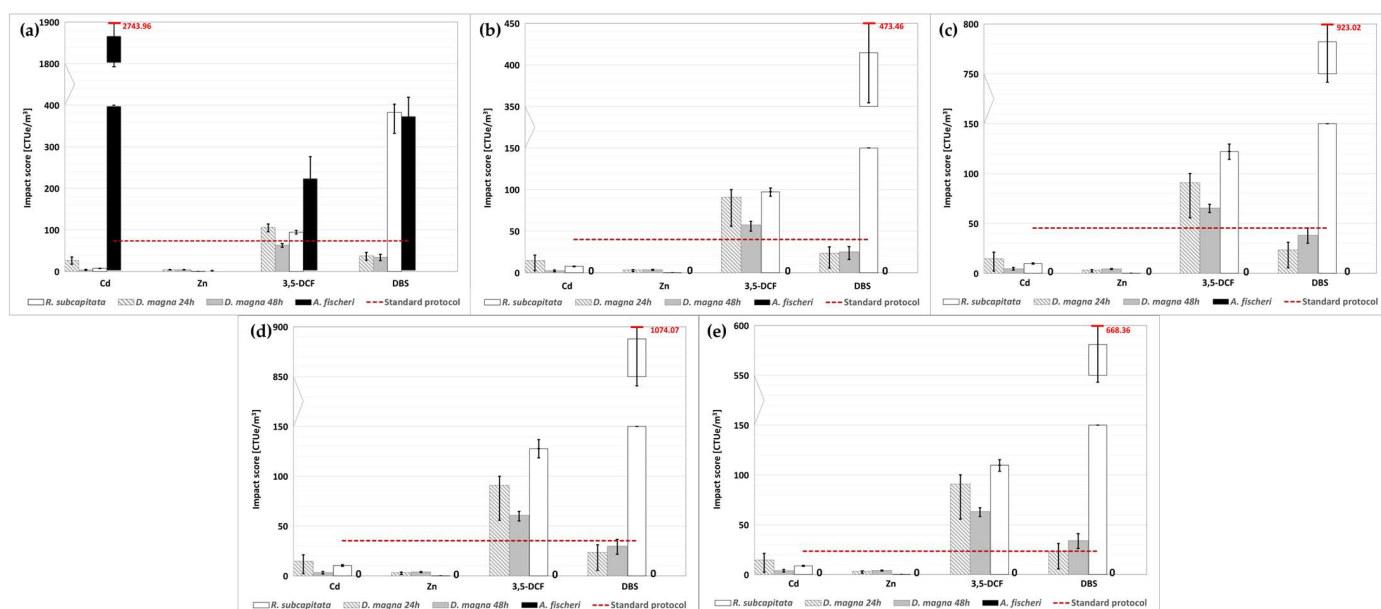 (a)
2743.96
1900
1800
400
300
200
100
0
Impact score [CTUe/m³]
Cd Zn 3,5-DCF DBS
R. subcapitata D. magna 24h D. magna 48h A. fischeri Standard protocol
(b)
473.46
450
400
350
150
100
50
0
Impact score [CTUe/m³]
0 0 0 0
Cd Zn 3,5-DCF DBS
R. subcapitata D. magna 24h D. magna 48h A. fischeri Standard protocol
(c)
923.02
800
750
150
100
50
0
Impact score [CTUe/m³]
0 0 0 0
Cd Zn 3,5-DCF DBS
R. subcapitata D. magna 24h D. magna 48h A. fischeri Standard protocol
(d)
1074.07
900
850
150
100
50
0
Impact score [CTUe/m³]
0 0 0 0
Cd Zn 3,5-DCF DBS
R. subcapitata D. magna 24h D. magna 48h A. fischeri Standard protocol
(e)
668.36
600
550
150
100
50
0
Impact score [CTUe/m³]
0 0 0 0
Cd Zn 3,5-DCF DBS
R. subcapitata D. magna 24h D. magna 48h A. fischeri Standard protocol